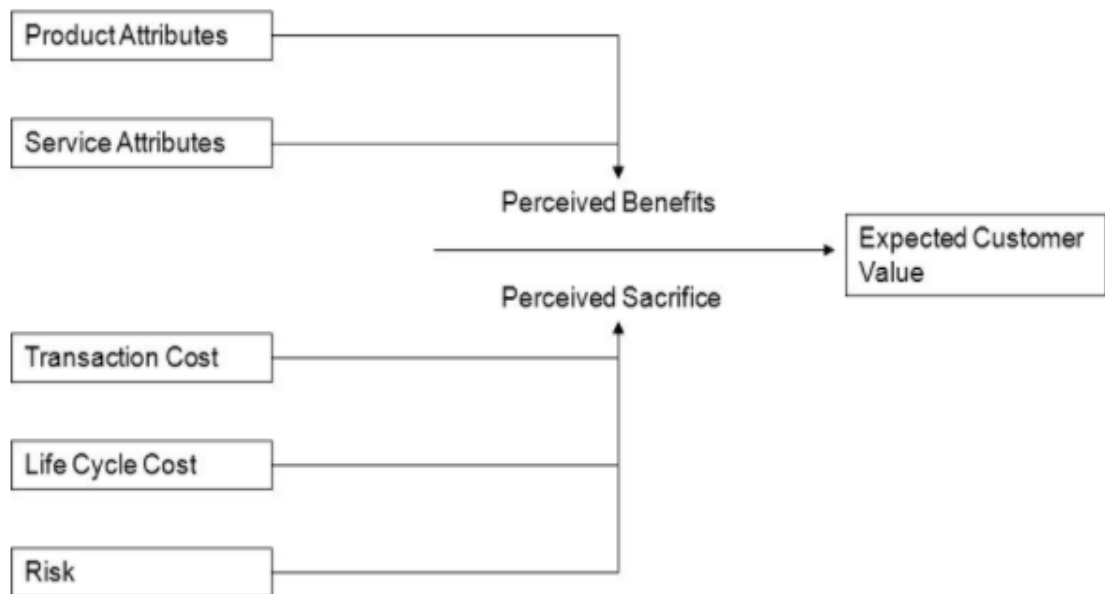 Product Attributes
Service Attributes
Perceived Benefits
Expected Customer
Value
Perceived Sacrifice
Transaction Cost
Life Cycle Cost
Risk